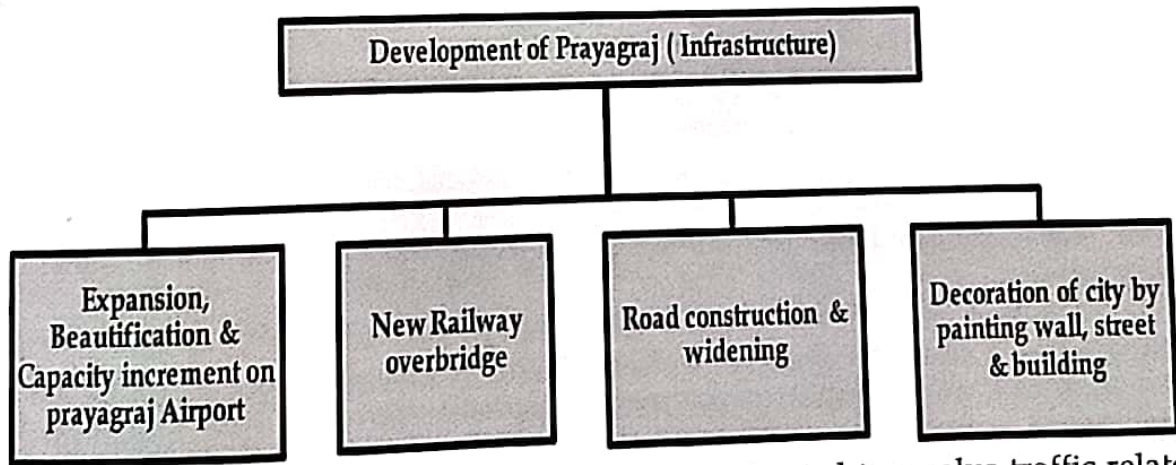 Development of Prayagraj ( Infrastructure)
Expansion,
Beautification &
Capacity increment on
prayagraj Airport
New Railway
overbridge
Road construction &
widening
Decoration of city by
painting wall, street
& building
traffic